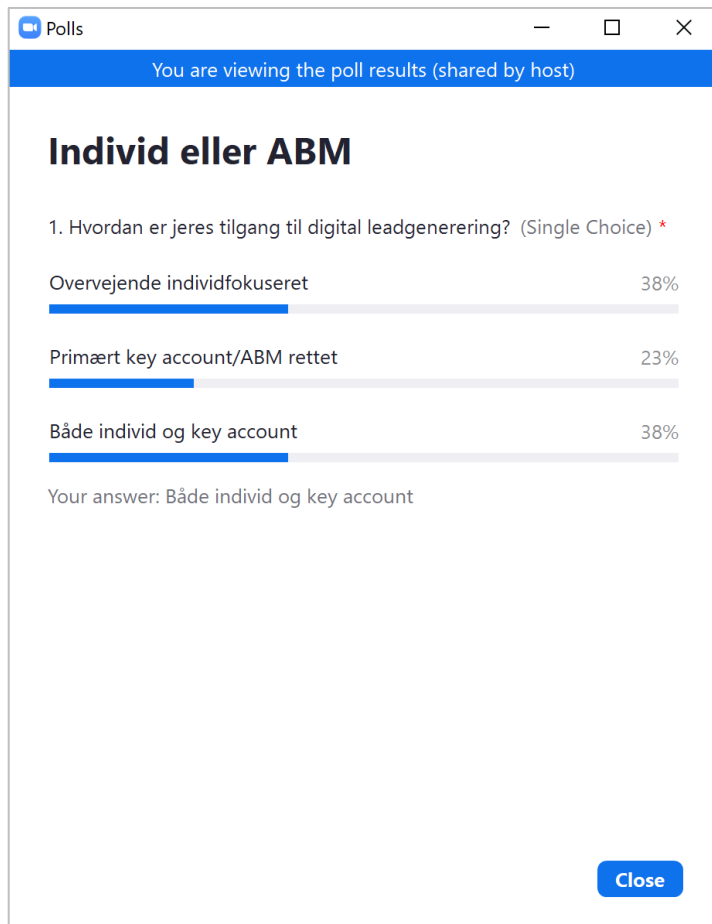 Polls
You are viewing the poll results (shared by host)
Individ eller ABM
1. Hvordan er jeres tilgang til digital leadgenerering? (Single Choice) *
Overvejende individfokuseret 38%
Primært key account/ABM rettet 23%
Både individ og key account 38%
Your answer: Både individ og key account
Close